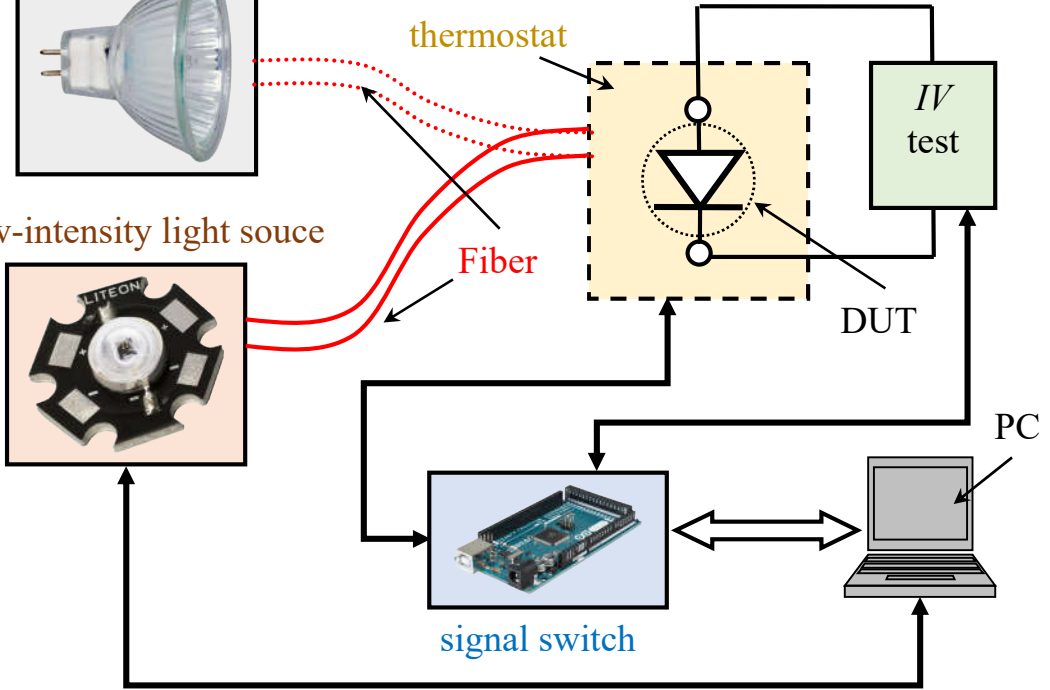 thermostat
IV
test
v-intensity light souce
LITEON
Fiber
DUT
PC
signal switch